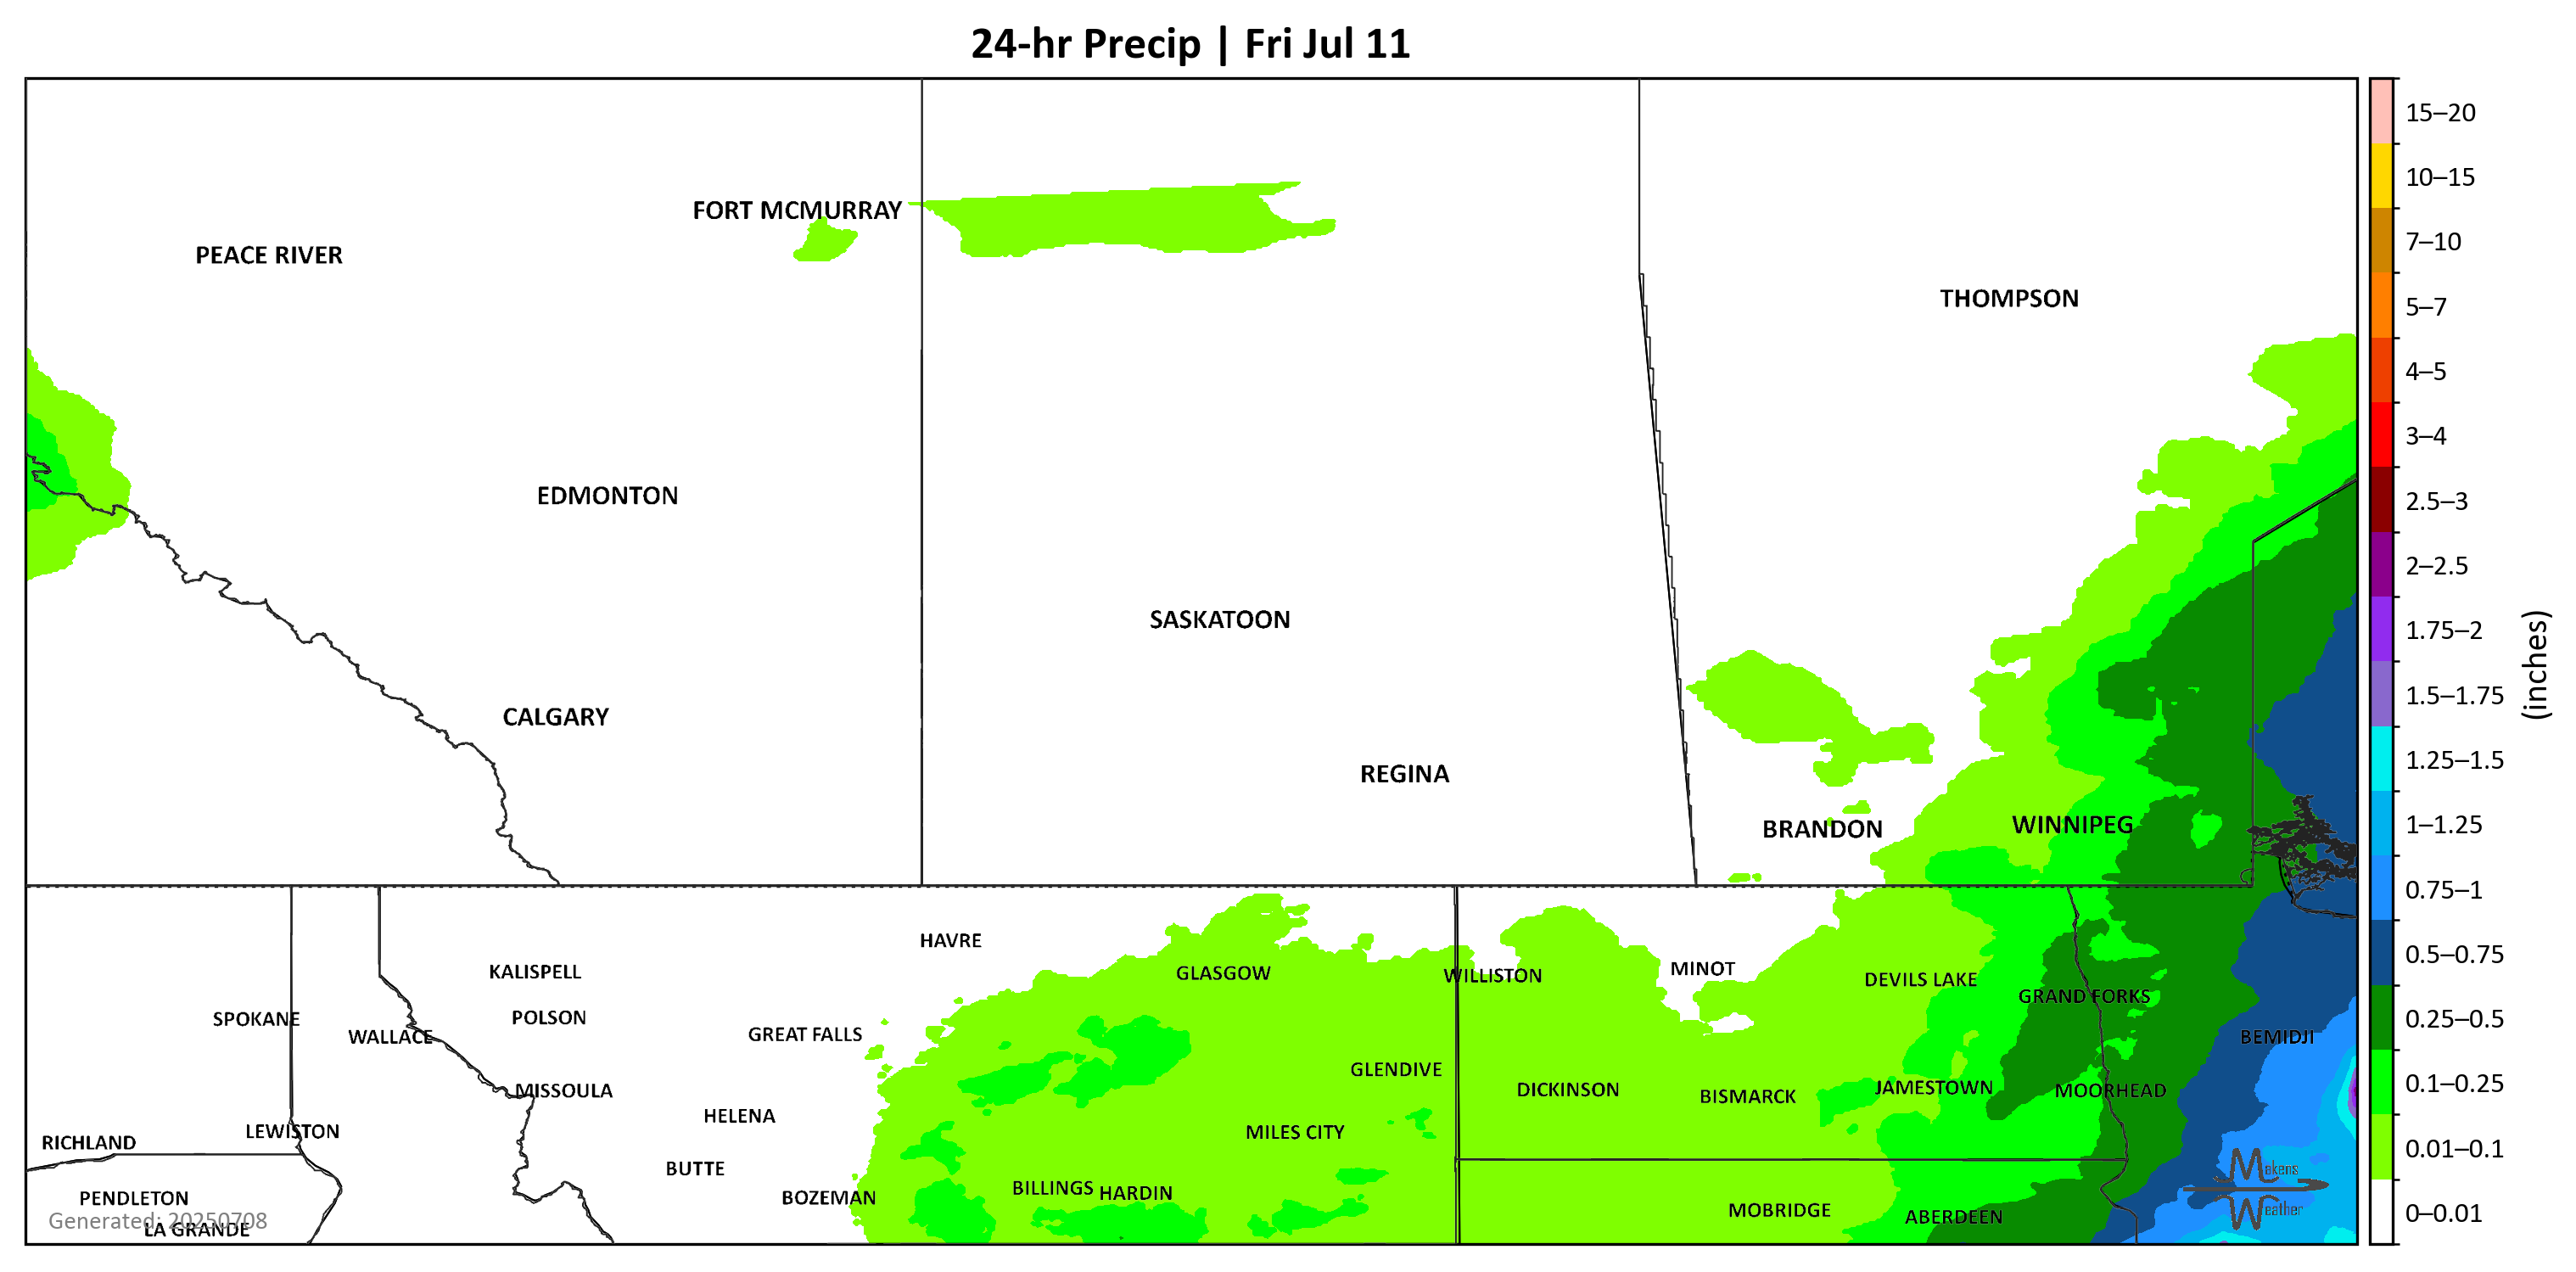 24-hr Precip | Fri Jul 11
15–20
10–15
7–10
5–7
4–5
3–4
2.5–3
2–2.5
1.75–2
1.5–1.75
1.25–1.5
1–1.25
0.75–1
0.5–0.75
0.25–0.5
0.1–0.25
0.01–0.1
0–0.01
(inches)
FORT MCMURRAY
PEACE RIVER
THOMPSON
EDMONTON
SASKATOON
CALGARY
REGINA
BRANDON
WINNIPEG
HAVRE
KALISPELL
GLASGOW
WILLISTON
MINOT
DEVILS LAKE
GRAND FORKS
SPOKANE
WALLACE
POLSON
GREAT FALLS
BEMIDJI
GLENDIVE
MISSOULA
DICKINSON
BISMARCK
JAMESTOWN
MOORHEAD
HELENA
RICHLAND
LEWISTON
MILES CITY
BUTTE
PENDLETON
BOZEMAN
BILLINGS
HARDIN
MOBRIDGE
ABERDEEN
Generated: 20250708
LA GRANDE
Makens
Weather